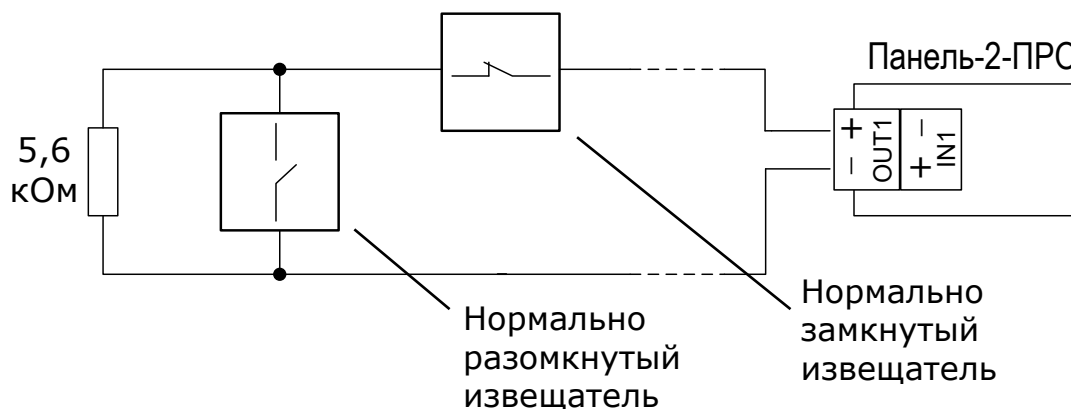 Панель-2-ПРО
5,6
кОм
+ −
− +
OUT1
IN1
Нормально
разомкнутый
извещатель
Нормально
замкнутый
извещатель